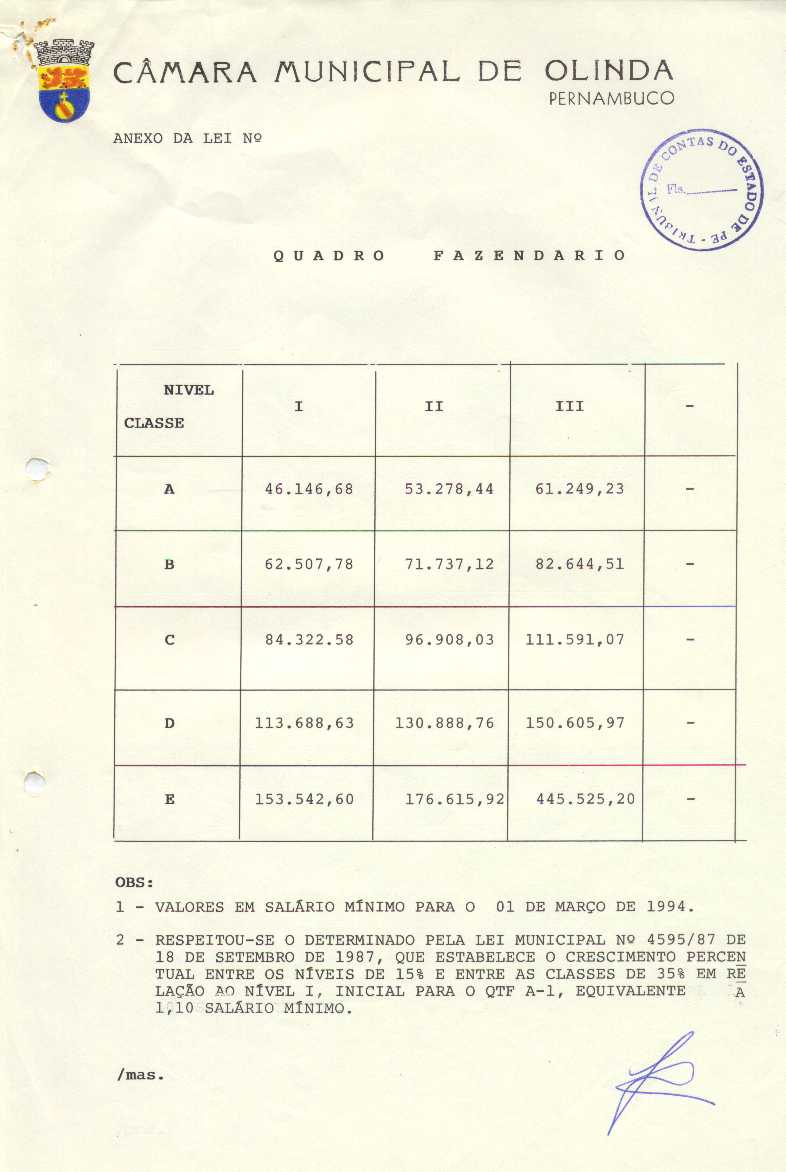 CÂMARA MUNICIPAL DE OLINDA
PERNAMBUCO
ANEXO DA LEI Nº
TRIBUNAL DE CONTAS DO ESTADO DE PE -
Fls.
QUADRO FAZENDARIO
NIVEL
CLASSE
I II III -
A 46.146,68 53.278,44 61.249,23 -
B 62.507,78 71.737,12 82.644,51 -
C 84.322.58 96.908,03 111.591,07 -
D 113.688,63 130.888,76 150.605,97 -
E 153.542,60 176.615,92 445.525,20 -
OBS:
1 - VALORES EM SALÁRIO MÍNIMO PARA O 01 DE MARÇO DE 1994.
2 - RESPEITOU-SE O DETERMINADO PELA LEI MUNICIPAL Nº 4595/87 DE
18 DE SETEMBRO DE 1987, QUE ESTABELECE O CRESCIMENTO PERCEN
TUAL ENTRE OS NÍVEIS DE 15% E ENTRE AS CLASSES DE 35% EM RE
LAÇÃO AO NÍVEL I, INICIAL PARA O QTF A-1, EQUIVALENTE A
1,10 SALÁRIO MÍNIMO.
/mas.